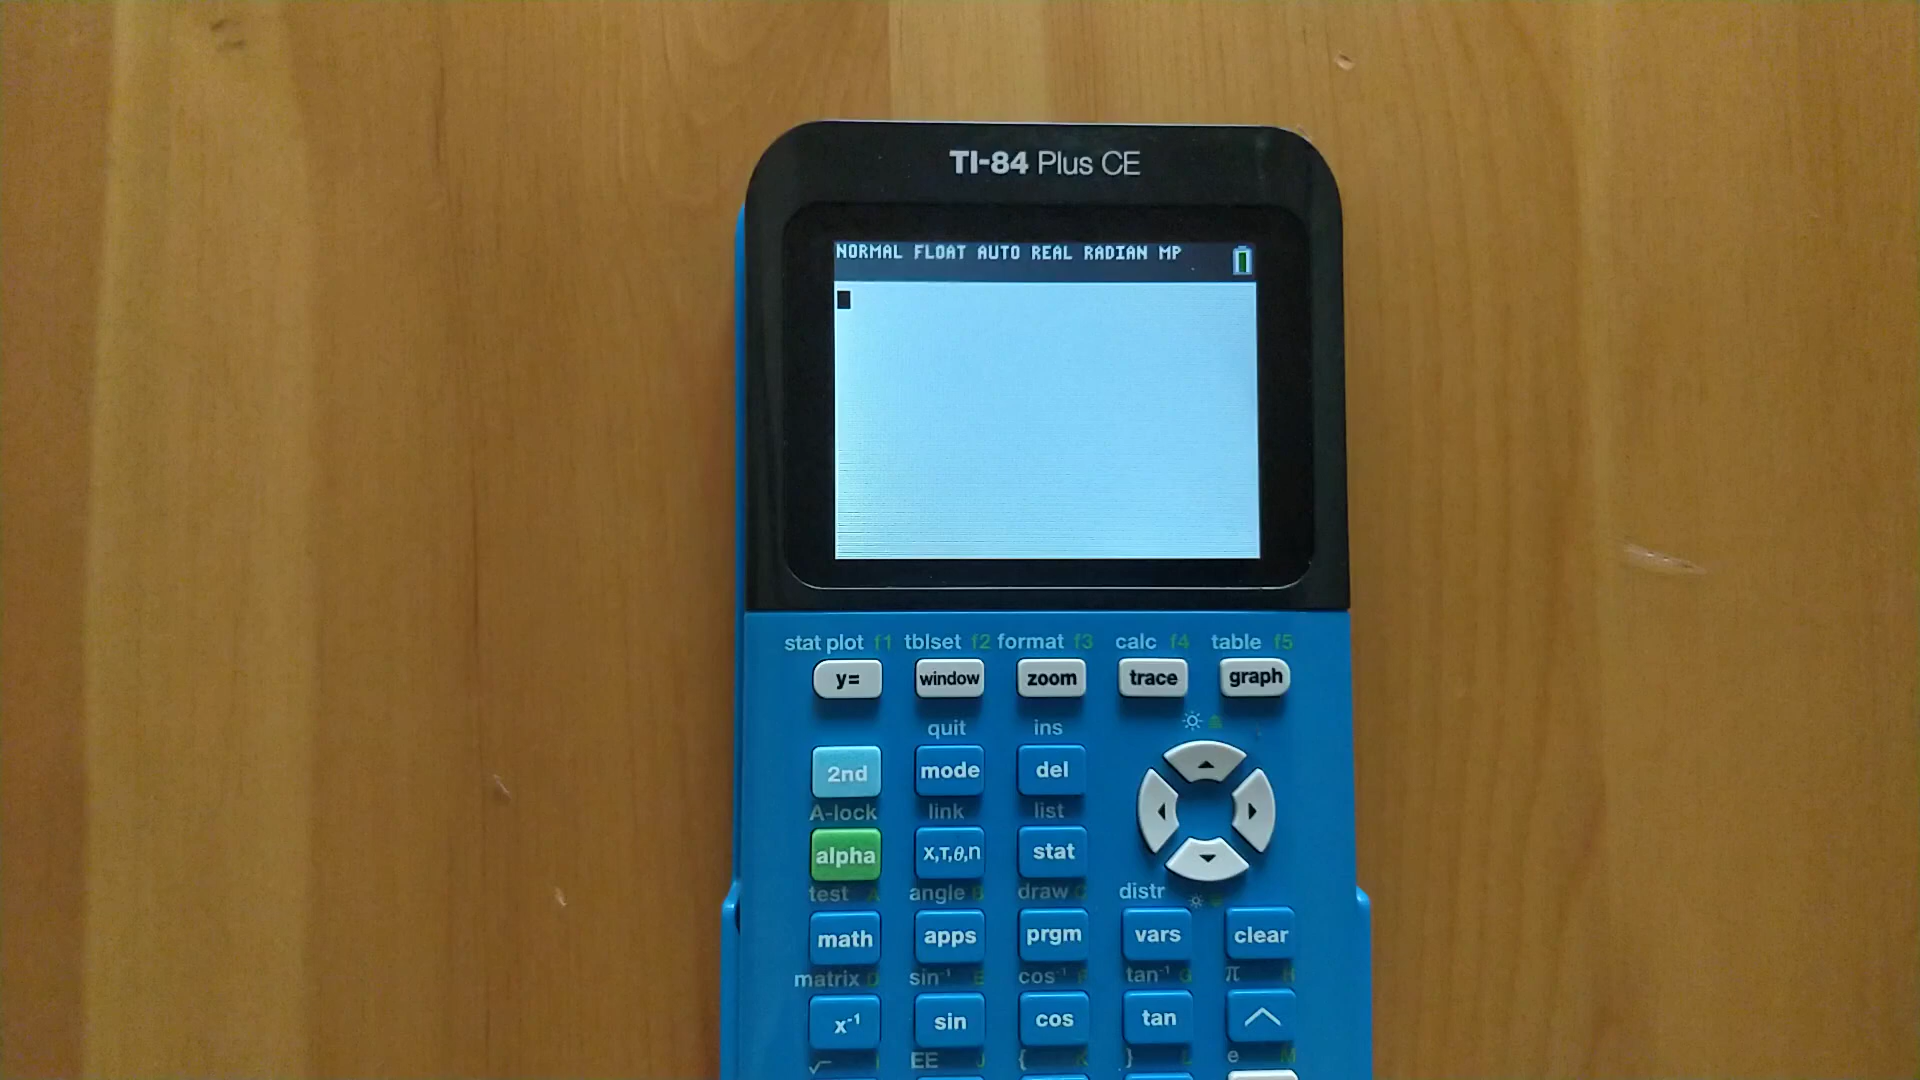 TI-84 Plus CE
NORMAL FLOAT AUTO REAL RADIAN MP
stat plot f1 tblset f2 format f3 calc f4 table f5
y= window zoom trace graph
quit ins
2nd mode del
A-lock link list
alpha X,T,θ,n stat
test A angle B draw C distr
math apps prgm vars clear
matrix D sin⁻¹ E cos⁻¹ F tan⁻¹ G π H
x⁻¹ sin cos tan ^
√ I EE J { K } L e M